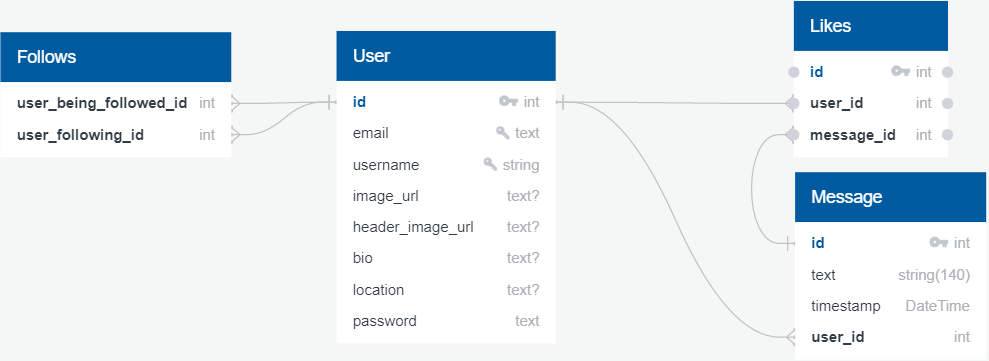 Follows
user_being_followed_id int
user_following_id int
User
id int
email text
username string
image_url text?
header_image_url text?
bio text?
location text?
password text
Likes
id int
user_id int
message_id int
Message
id int
text string(140)
timestamp DateTime
user_id int